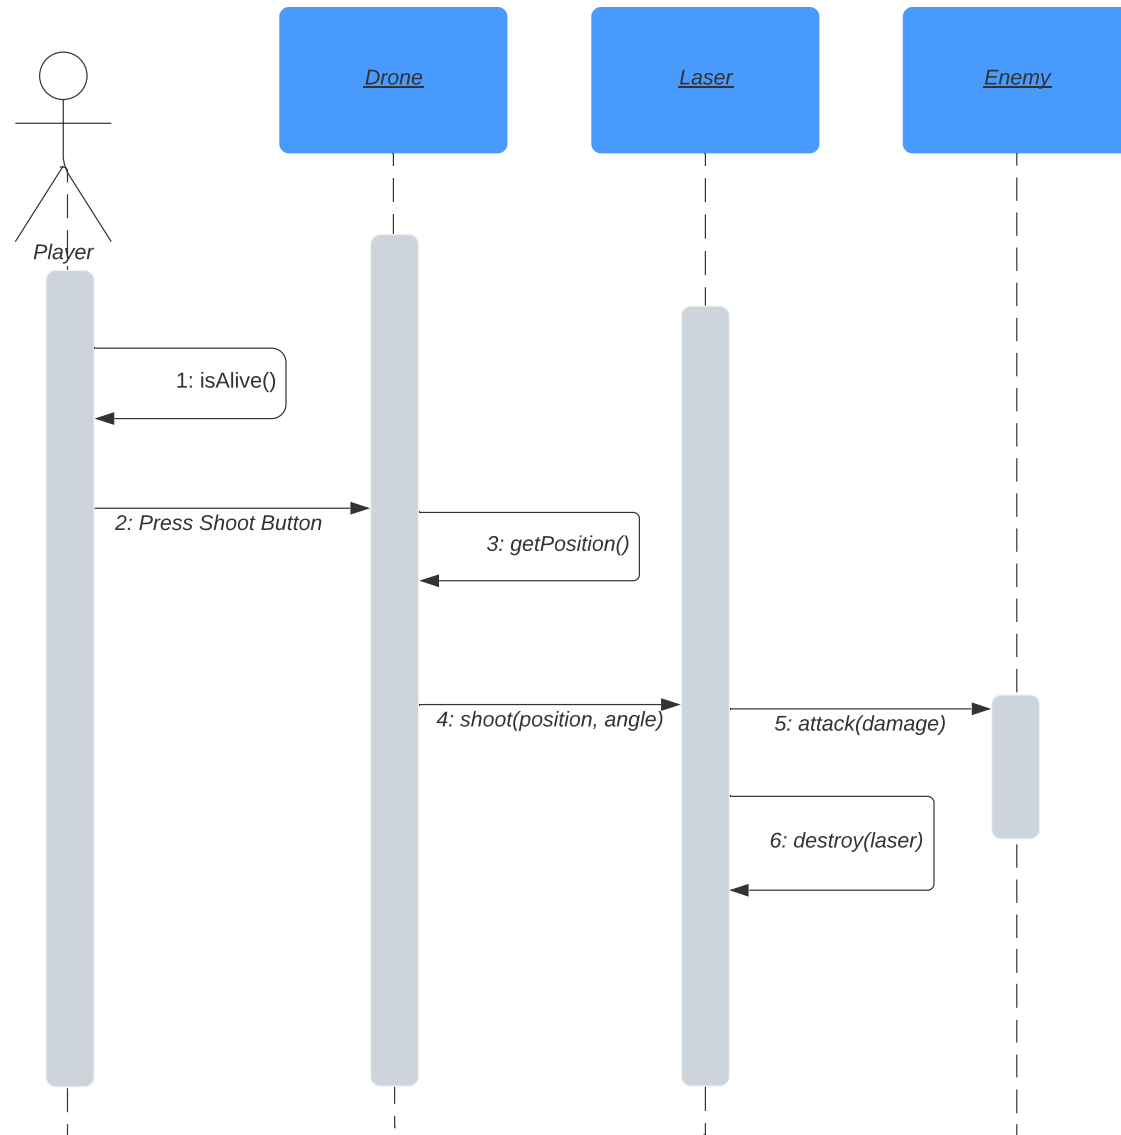 Drone
Laser
Enemy
Player
1: isAlive()
2: Press Shoot Button
3: getPosition()
4: shoot(position, angle)
5: attack(damage)
6: destroy(laser)